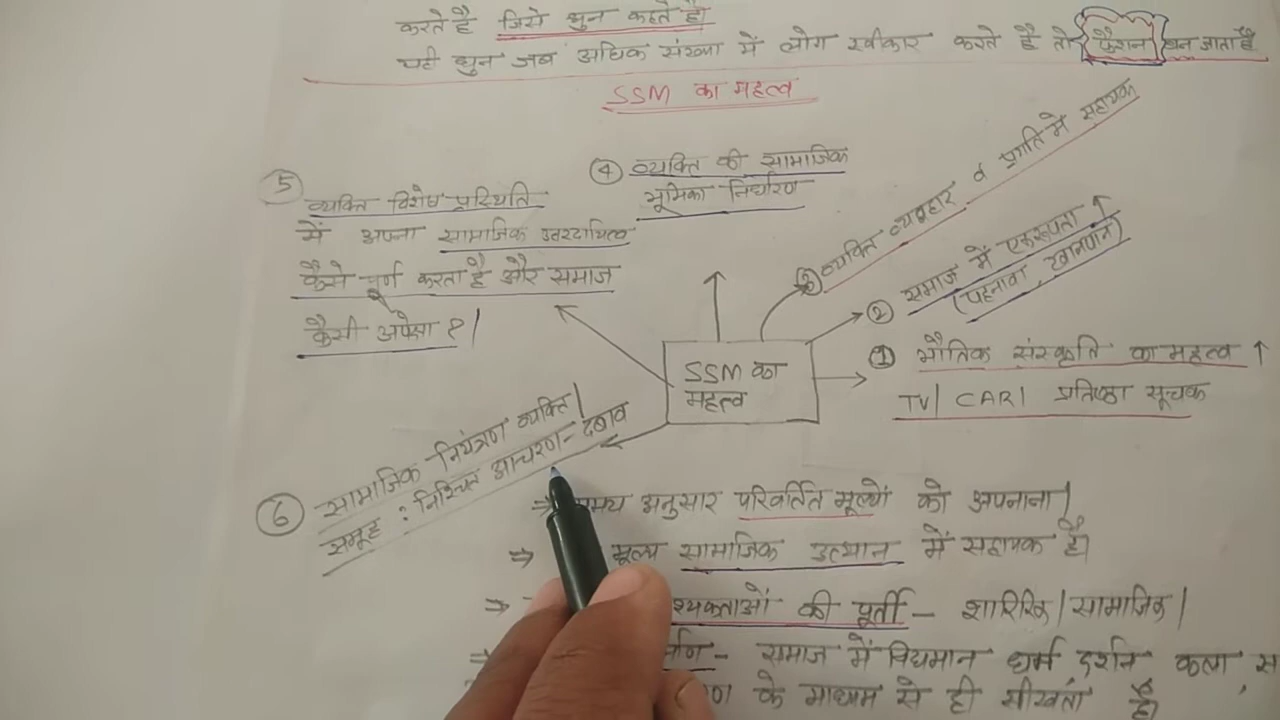 करते है जिसे धुन कहते है।
यही धुन जब अधिक संख्या में लोग स्वीकार करते है तो फैशन बन जाता है
SSM का महत्व
⑤ व्यक्ति विशेष परिस्थति
में अपना सामाजिक उत्तरदायित्व
कैसे पूर्ण करता है और समाज
कैसी अपेक्षा ?|
④ व्यक्ति की सामाजिक
भूमिका निर्धारण
③ व्यक्ति व्यवहार व प्रगति मे सहायक
② समाज में एकरूपता ↑
(पहनावा, खानपान)
① भौतिक संस्कृति का महत्व ↑
TV| CAR| प्रतिष्ठा सूचक
SSM का
महत्व
⑥ सामाजिक नियंत्रण व्यक्ति|
समूह : निश्चित आचरण - दबाव
→ अनुसार परिवर्तित मूल्यों को अपनाना|
⇒ मूल्य सामाजिक उत्थान में सहायक है।
⇒ की पूर्ती - शारिरिक|सामाजिक|
⇒ - समाज में विधमान धर्म, दर्शन कला,
के माध्यम से ही सीखता है।